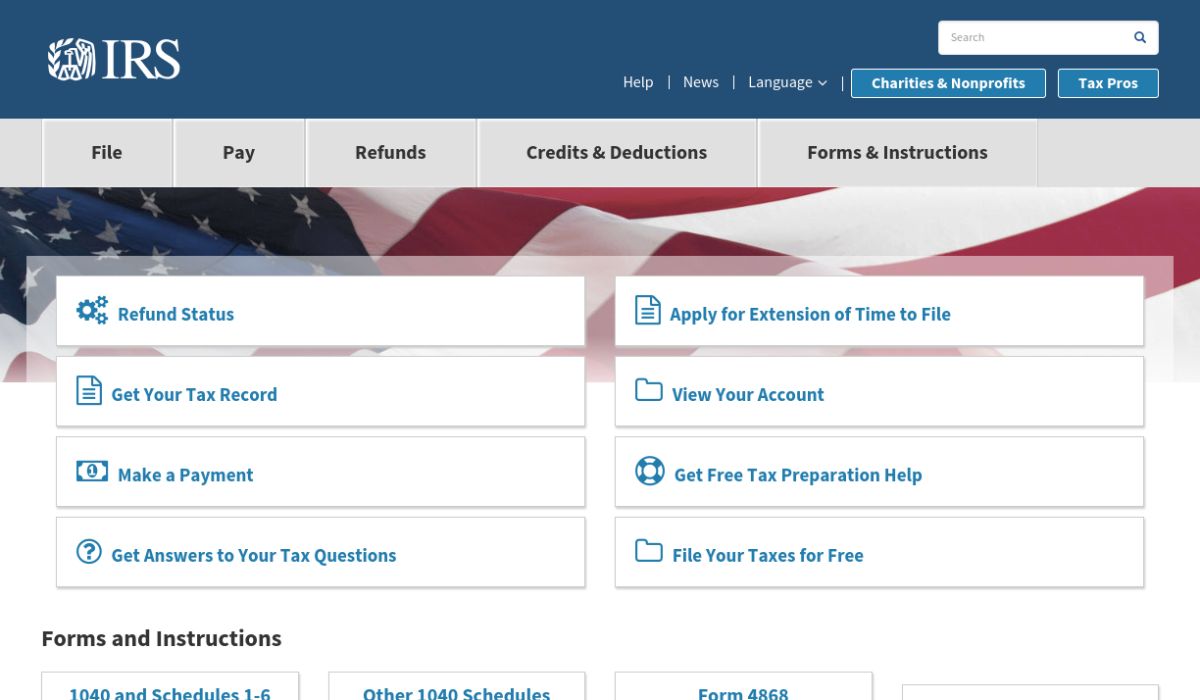 IRS
Search
Help | News | Language | Charities & Nonprofits Tax Pros
File Pay Refunds Credits & Deductions Forms & Instructions
Refund Status
Apply for Extension of Time to File
Get Your Tax Record
View Your Account
Make a Payment
Get Free Tax Preparation Help
Get Answers to Your Tax Questions
File Your Taxes for Free
Forms and Instructions
1040 and Schedules 1-6
Other 1040 Schedules
Form 4868